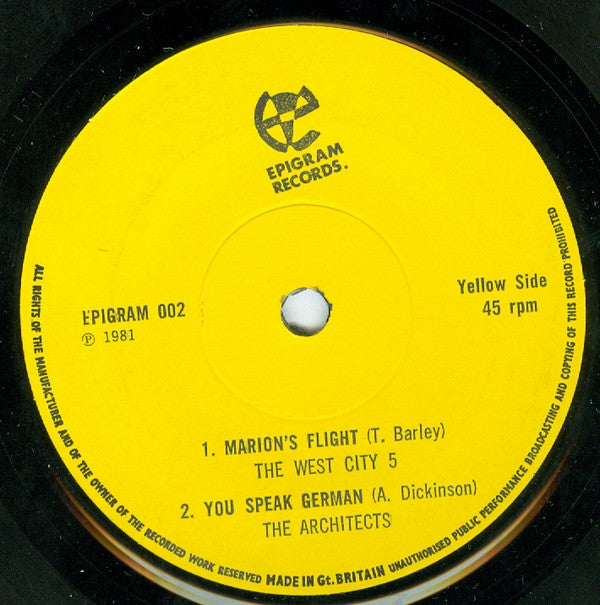 EPIGRAM
RECORDS.
EPIGRAM 002
℗ 1981
Yellow Side
45 rpm
1. MARION'S FLIGHT (T. Barley)
THE WEST CITY 5
2. YOU SPEAK GERMAN (A. Dickinson)
THE ARCHITECTS
ALL RIGHTS OF THE MANUFACTURER AND OF THE OWNER OF THE RECORDED WORK RESERVED MADE IN Gt. BRITAIN UNAUTHORISED PUBLIC PERFORMANCE BROADCASTING AND COPYING OF THIS RECORD PROHIBITED